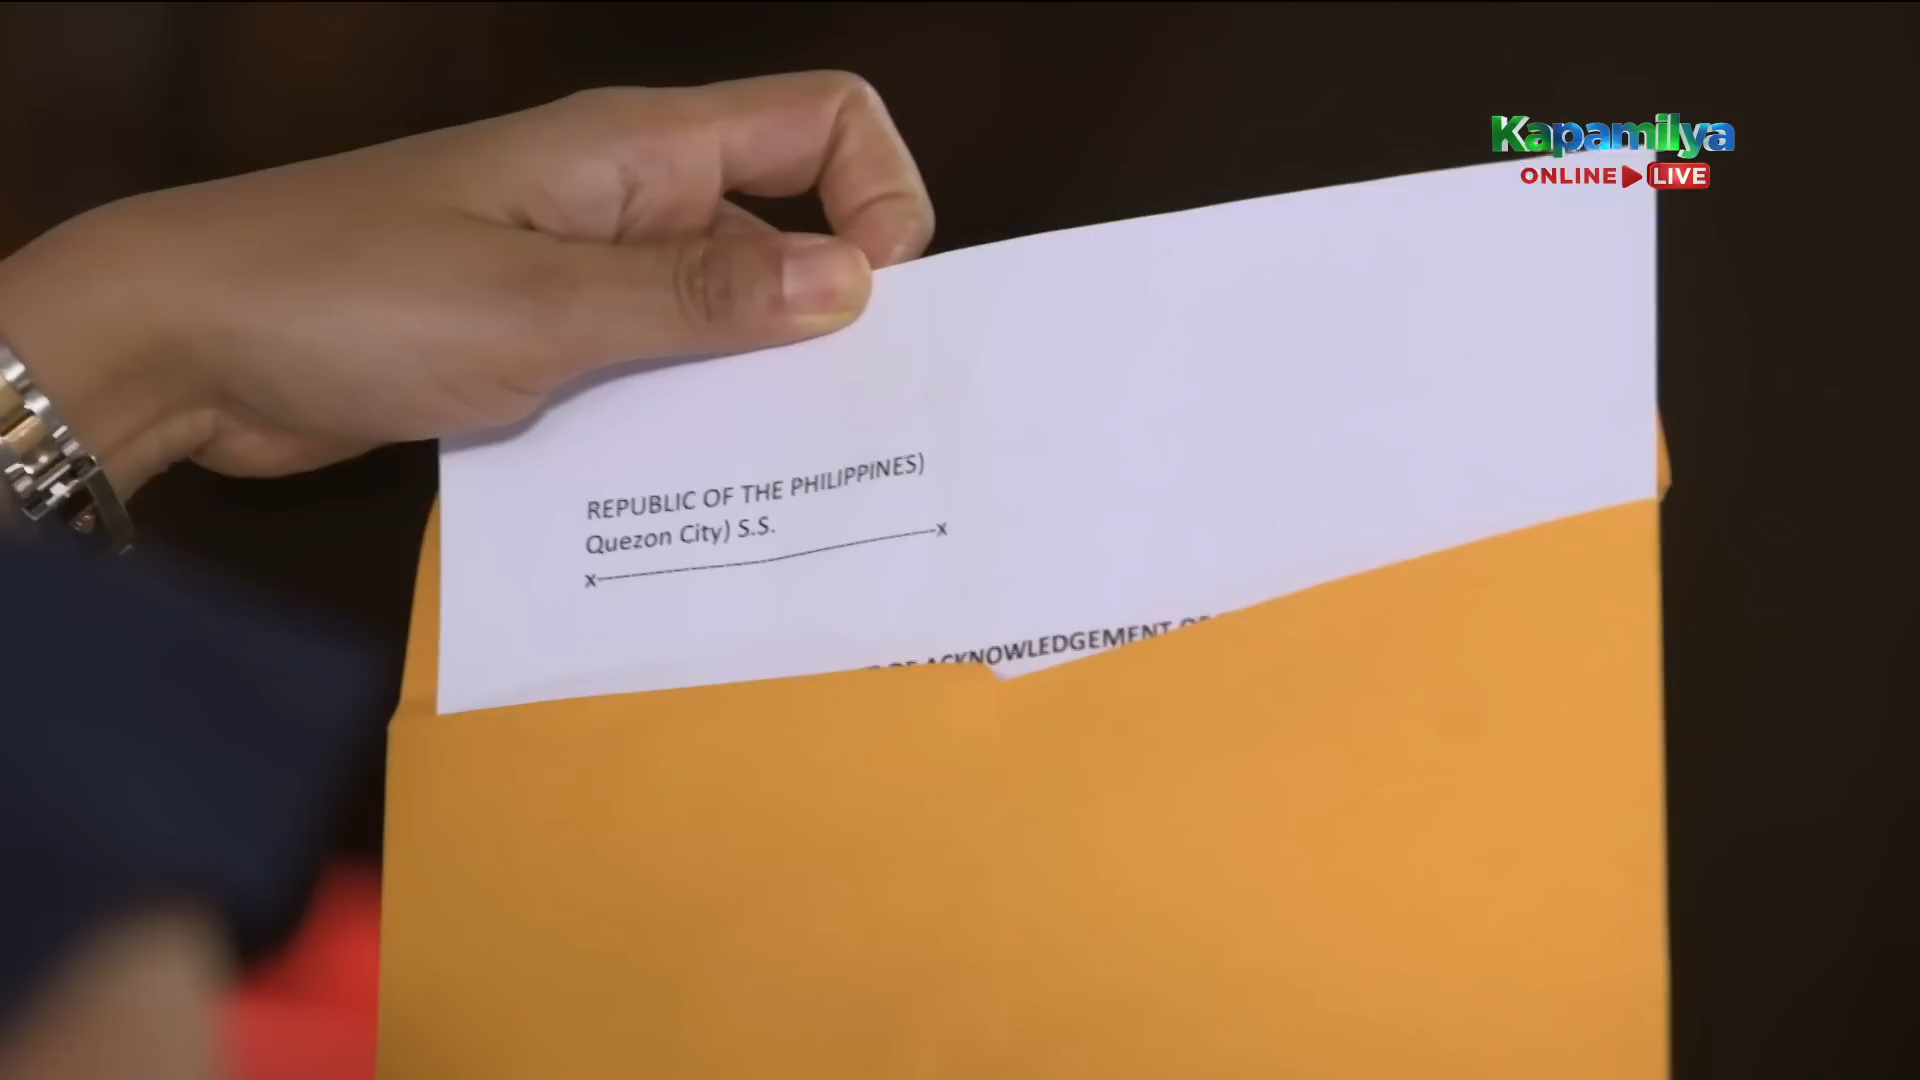 Kapamilya
ONLINE LIVE
REPUBLIC OF THE PHILIPPINES)
Quezon City) S.S.
x-----------------------------------x
ACKNOWLEDGEMENT